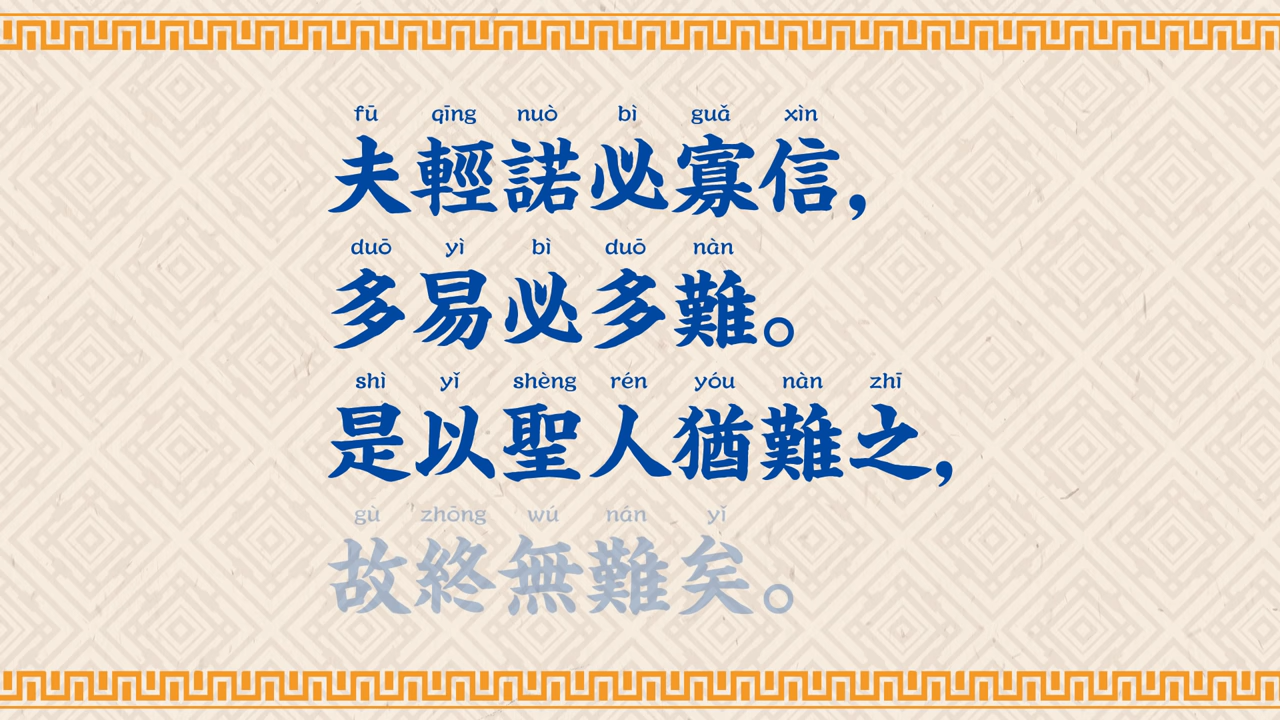 fū qīng nuò bì guǎ xìn
夫輕諾必寡信，
duō yì bì duō nàn
多易必多難。
shì yǐ shèng rén yóu nàn zhī
是以聖人猶難之，
gù zhōng wú nán yǐ
故終無難矣。